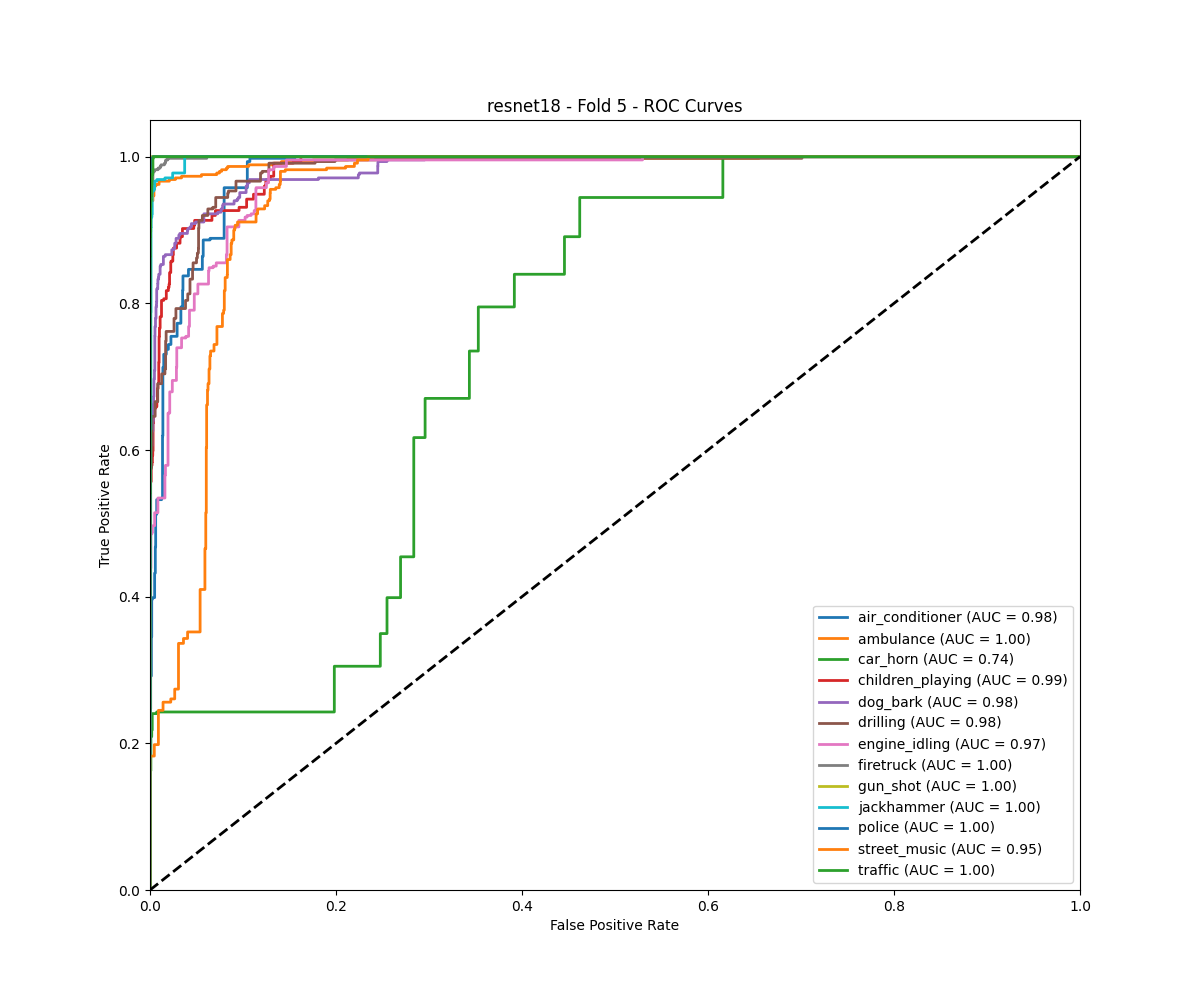 resnet18 - Fold 5 - ROC Curves
1.0
0.8
0.6
0.4
0.2
0.0
True Positive Rate
0.0 0.2 0.4 0.6 0.8 1.0
False Positive Rate
air_conditioner (AUC = 0.98)
ambulance (AUC = 1.00)
car_horn (AUC = 0.74)
children_playing (AUC = 0.99)
dog_bark (AUC = 0.98)
drilling (AUC = 0.98)
engine_idling (AUC = 0.97)
firetruck (AUC = 1.00)
gun_shot (AUC = 1.00)
jackhammer (AUC = 1.00)
police (AUC = 1.00)
street_music (AUC = 0.95)
traffic (AUC = 1.00)